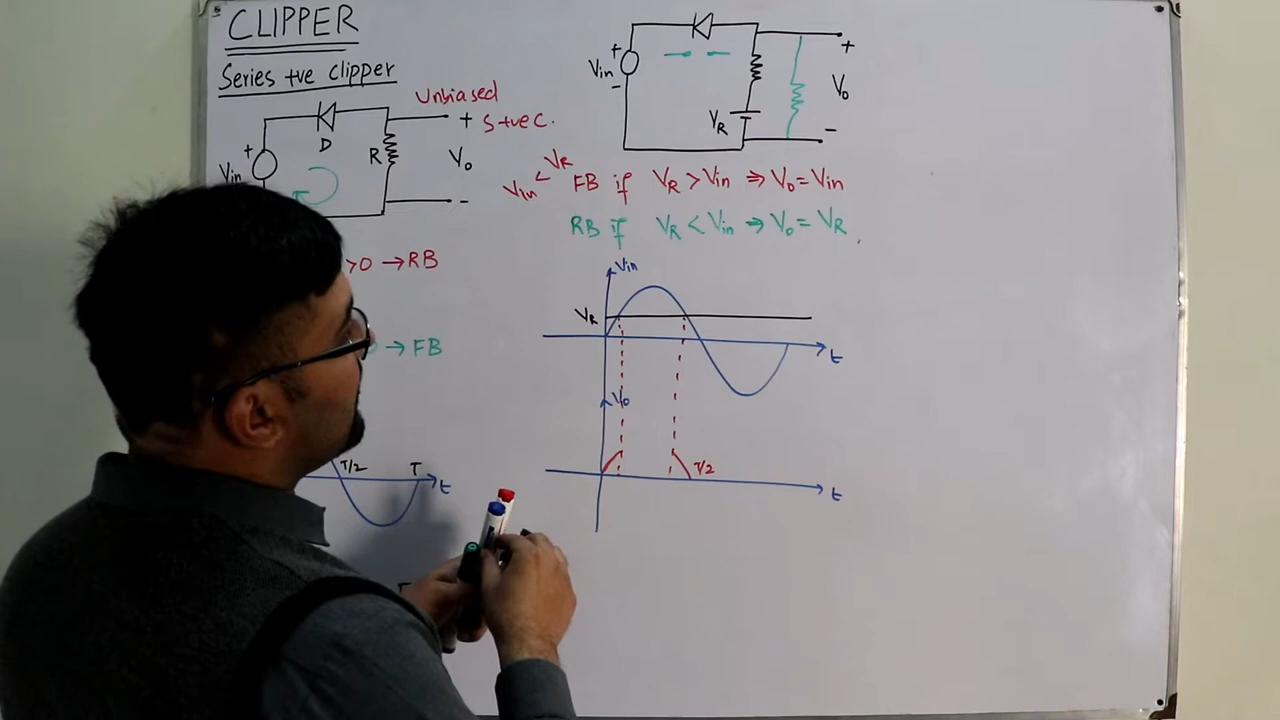 CLIPPER
Series +ve clipper
Unbiased
S+vec.
+
D
R
+
Vo
Vin
-
>0 → RB
→ FB
T/2
T
t
+
Vin
-
VR
+
Vo
-
Vin < VR
FB if VR > Vin ⇒ Vo = Vin
RB if VR < Vin ⇒ Vo = VR
Vin
VR
t
Vo
T/2
t